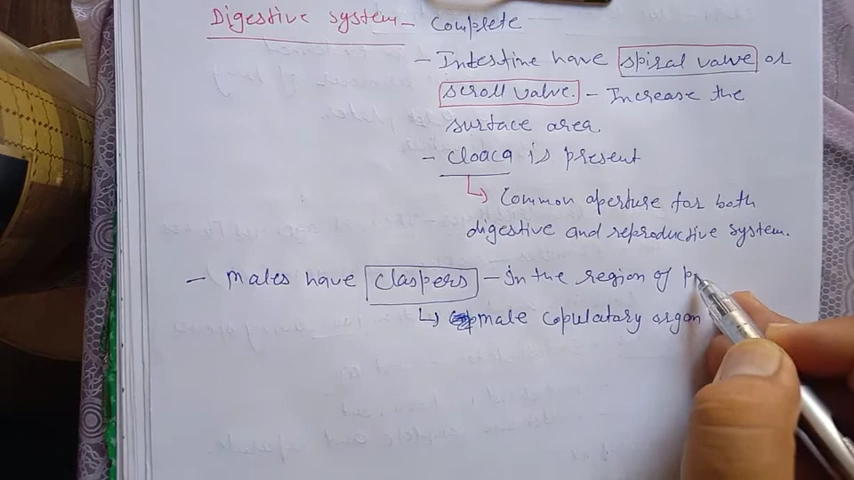 Digestive system - Complete
- Intestine have spiral valve or
scroll valve. - Increase the
surface area.
- cloaca is present
↳ Common aperture for both
digestive and reproductive system.
- Males have claspers - in the region of
↳ male copulatory organ